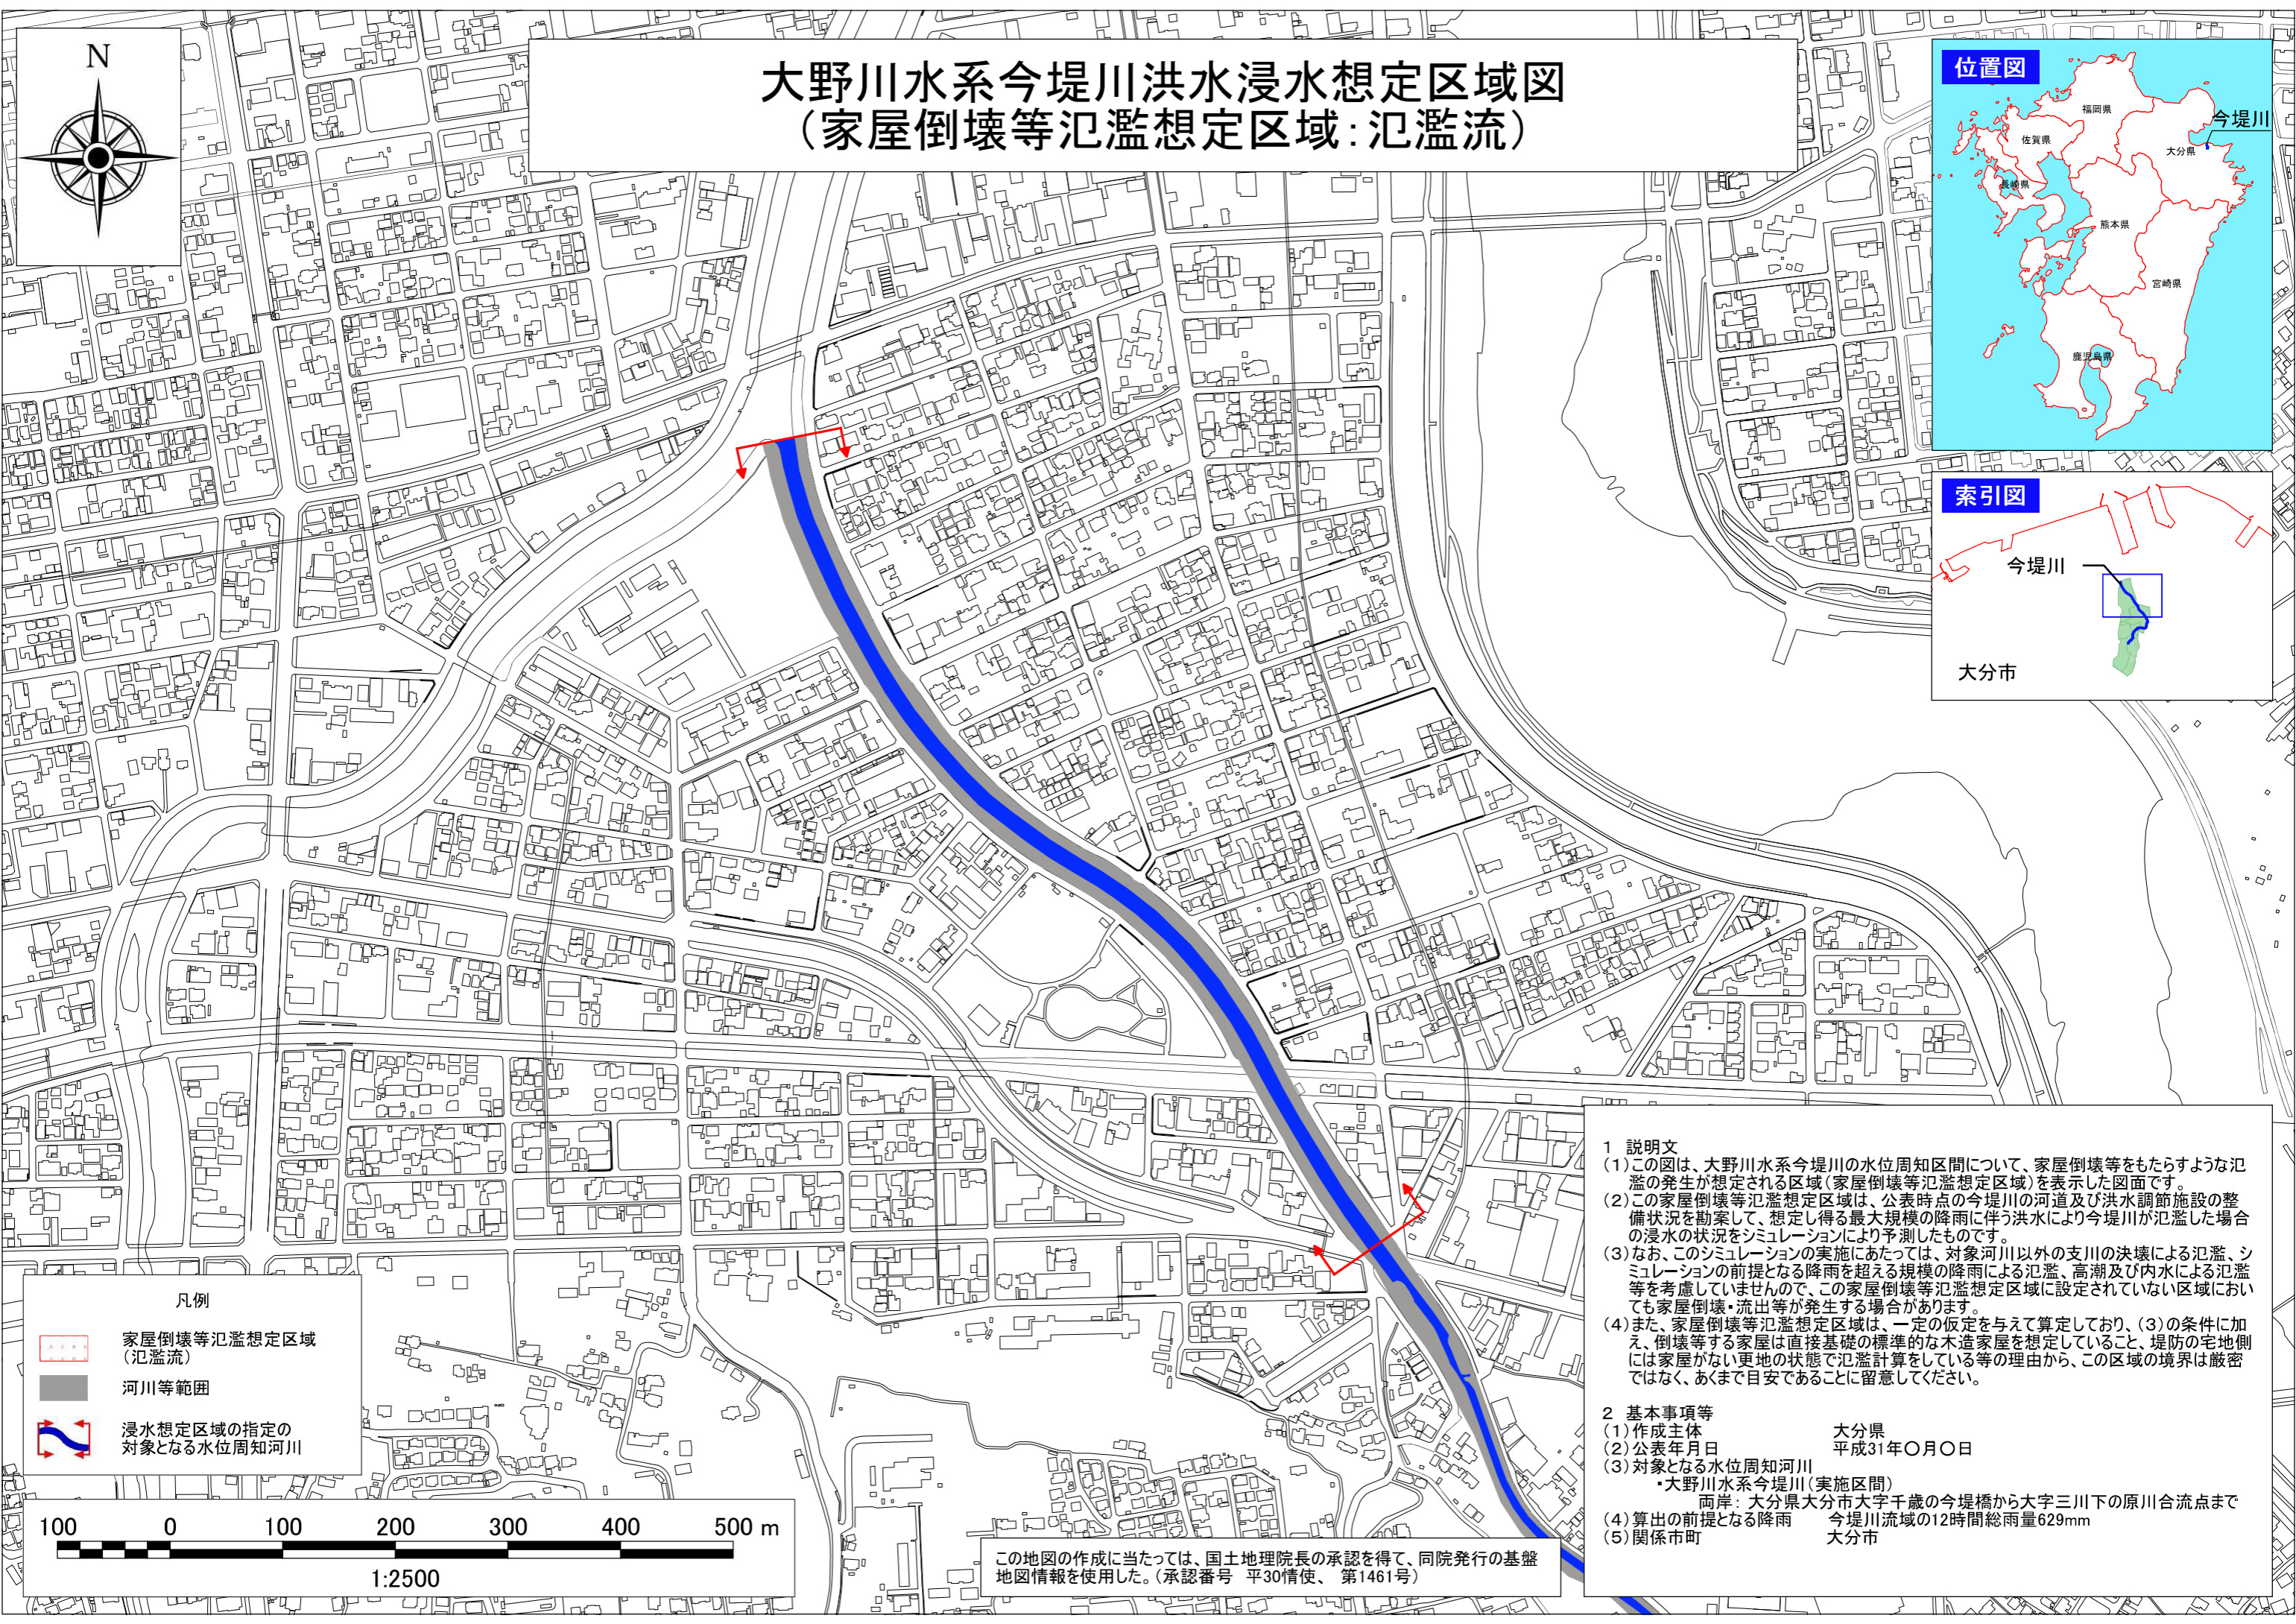 大野川水系今堤川洪水浸水想定区域図
（家屋倒壊等氾濫想定区域：氾濫流）
N
位置図
福岡県
佐賀県
長崎県
大分県
熊本県
宮崎県
鹿児島県
今堤川
索引図
今堤川
大分市
凡例
家屋倒壊等氾濫想定区域
（氾濫流）
河川等範囲
浸水想定区域の指定の
対象となる水位周知河川
100 0 100 200 300 400 500 m
1:2500
この地図の作成に当たっては、国土地理院長の承認を得て、同院発行の基盤
地図情報を使用した。（承認番号 平30情使、 第1461号）
1 説明文
(1)この図は、大野川水系今堤川の水位周知区間について、家屋倒壊等をもたらすような氾
濫の発生が想定される区域（家屋倒壊等氾濫想定区域）を表示した図面です。
(2)この家屋倒壊等氾濫想定区域は、公表時点の今堤川の河道及び洪水調節施設の整
備状況を勘案して、想定し得る最大規模の降雨に伴う洪水により今堤川が氾濫した場合
の浸水の状況をシミュレーションにより予測したものです。
(3)なお、このシミュレーションの実施にあたっては、対象河川以外の支川の決壊による氾濫、シ
ミュレーションの前提となる降雨を超える規模の降雨による氾濫、高潮及び内水による氾濫
等を考慮していませんので、この家屋倒壊等氾濫想定区域に設定されていない区域におい
ても家屋倒壊・流出等が発生する場合があります。
(4)また、家屋倒壊等氾濫想定区域は、一定の仮定を与えて算定しており、(3)の条件に加
え、倒壊等する家屋は直接基礎の標準的な木造家屋を想定していること、堤防の宅地側
には家屋がない更地の状態で氾濫計算をしている等の理由から、この区域の境界は厳密
ではなく、あくまで目安であることに留意してください。
2 基本事項等
(1)作成主体 大分県
(2)公表年月日 平成31年〇月〇日
(3)対象となる水位周知河川
・大野川水系今堤川（実施区間）
両岸： 大分県大分市大字千歳の今堤橋から大字三川下の原川合流点まで
(4)算出の前提となる降雨 今堤川流域の12時間総雨量629mm
(5)関係市町 大分市